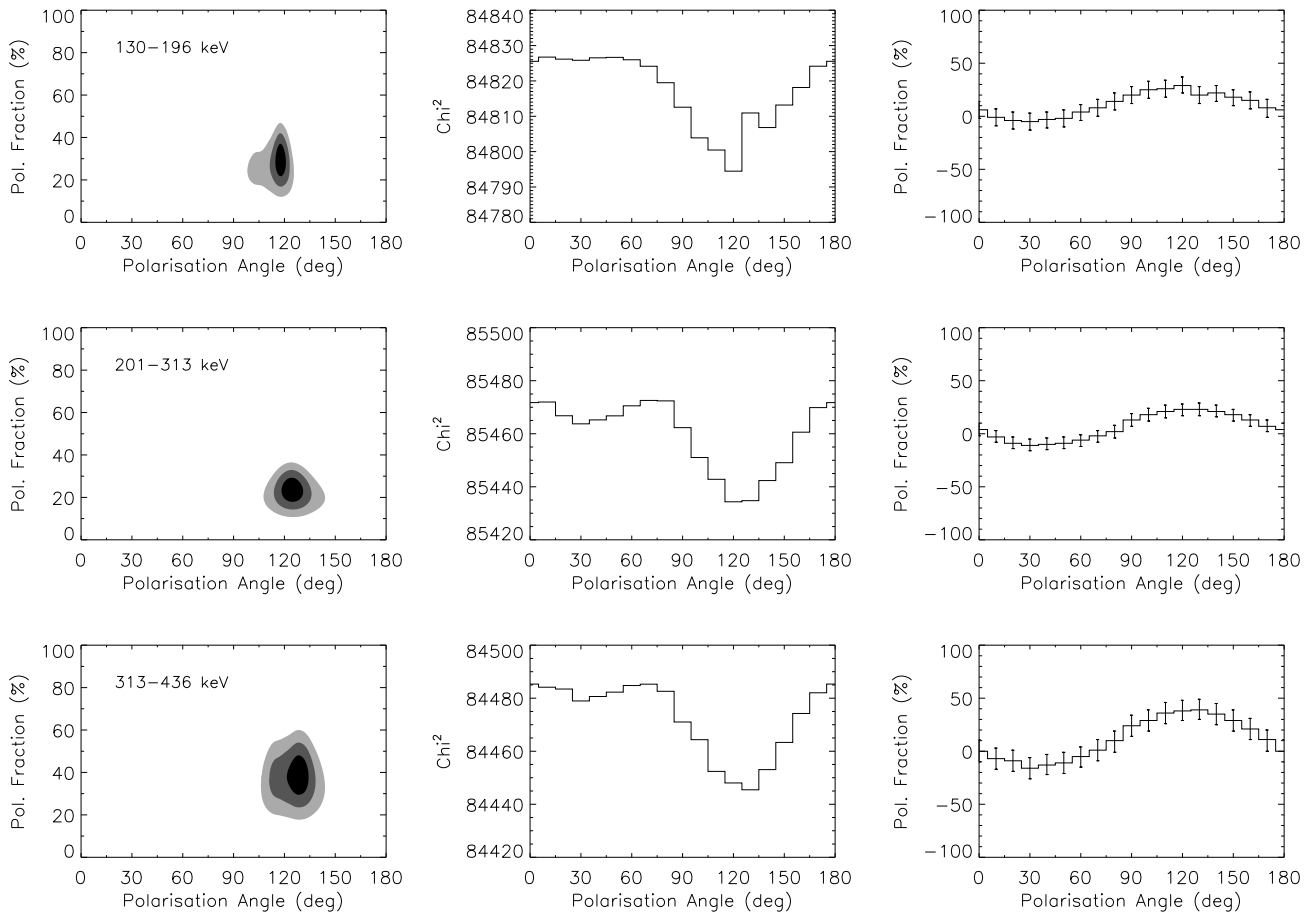 130−196 keV
Pol. Fraction (%)
100
80
60
40
20
0
0 30 60 90 120 150 180
Polarisation Angle (deg)
Chi²
84840
84830
84820
84810
84800
84790
84780
0 30 60 90 120 150 180
Polarisation Angle (deg)
Pol. Fraction (%)
100
50
0
−50
−100
0 30 60 90 120 150 180
Polarisation Angle (deg)
201−313 keV
Pol. Fraction (%)
100
80
60
40
20
0
0 30 60 90 120 150 180
Polarisation Angle (deg)
Chi²
85500
85480
85460
85440
85420
0 30 60 90 120 150 180
Polarisation Angle (deg)
Pol. Fraction (%)
100
50
0
−50
−100
0 30 60 90 120 150 180
Polarisation Angle (deg)
313−436 keV
Pol. Fraction (%)
100
80
60
40
20
0
0 30 60 90 120 150 180
Polarisation Angle (deg)
Chi²
84500
84480
84460
84440
84420
0 30 60 90 120 150 180
Polarisation Angle (deg)
Pol. Fraction (%)
100
50
0
−50
−100
0 30 60 90 120 150 180
Polarisation Angle (deg)